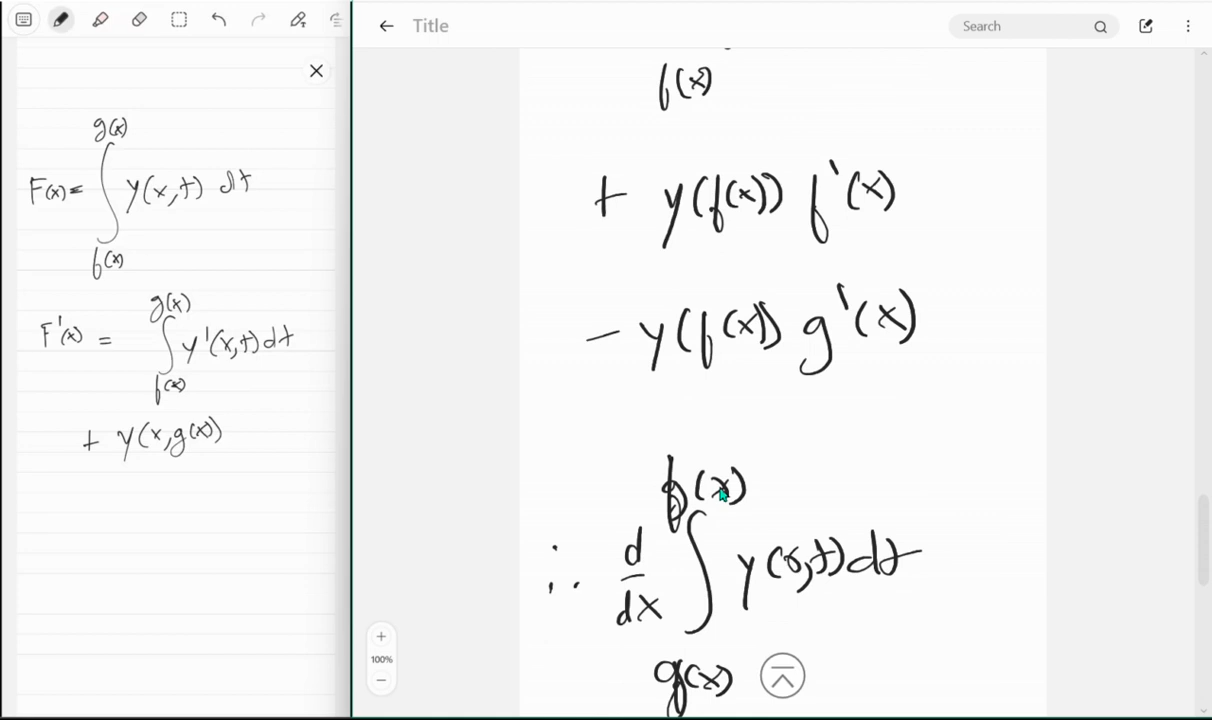 Title
Search
g(x)
F(x)= ∫ y(x,t) dt
f(x)
g(x)
F'(x) = ∫ y'(x,t)dt
f(x)
+ y(x,g(x))
f(x)
+ y(f(x)) f'(x)
- y(f(x)) g'(x)
b(x)
∴ d/dx ∫ y(x,t)dt
g(x)
100%